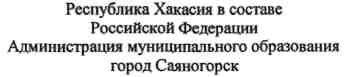 Республика Хакасия в составе
Российской Федерации
Администрация муниципального образования
город Саяногорск